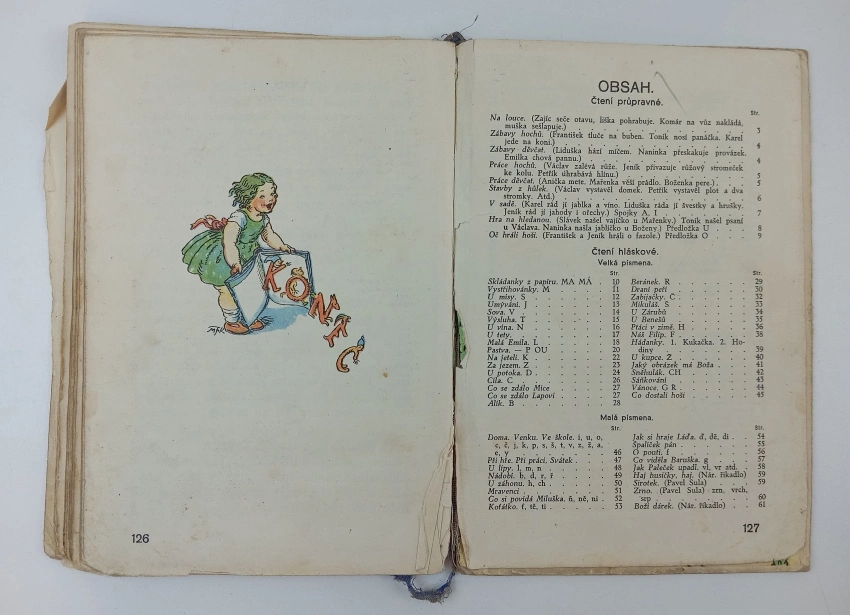 KONEC
126
OBSAH.
Čtení průpravné.
Str.
Na louce. (Zajíc seče otavu, liška pohrabuje. Komár na vůz nakládá,
muška sešlapuje.) . . . . . . . . . . 3
Zábavy hochů. (František tluče na buben. Toník nosí panáčka. Karel
jede na koni.) . . . . . . . . . . 4
Zábavy děvčat. (Liduška hází míčem. Naninka přeskakuje provázek.
Emilka chová pannu.) . . . . . . . . . . 4
Práce hochů. (Václav zalévá růže. Jeník přivazuje růžový stromeček
ke kolu. Petřík úhrabává hlínu.) . . . . . . . 5
Práce děvčat. (Anička mete. Mařenka věší prádlo. Boženka pere.) . 5
Stavby z hůlek. (Václav vystavěl domek. Petřík vystavěl plot a dva
stromky. Atd.) . . . . . . . . . . 6
V sadě. (Karel rád jí jablka a víno. Liduška ráda jí švestky a hrušky.
Jeník rád jí jahody i ořechy.) Spojky A. I . . . . . 7
Hra na hledanou. (Slávek našel vajíčko u Mařenky.) Toník našel psaní
u Václava. Naninka našla jablíčko u Boženy.) Předložka U . . . 8
Oč hráli hoši. (František a Jeník hráli o fazole.) Předložka O . . . 9
Čtení hláskové.
Velká písmena.
Str.
Skládanky z papíru. MA MÁ . 10
Vystřihování. M . . . . 11
U mísy. S . . . . . 12
Umývání. J . . . . . 13
Sova. V . . . . . 14
Výsluha. T . . . . . 15
U vlna. N . . . . . 16
U tety. . . . . . 17
Malá Emila. L . . . . 18
Pastva. — P OU . . . . 20
Na jeteli. K . . . . . 22
Za jezem. Z . . . . . 23
U potoka. D . . . . . 24
Cíla. C . . . . . 26
Co se zdálo Mice . . . . 27
Co se zdálo Lapovi . . . . 27
Alík. B . . . . . 28
Str.
Beránek. R . . . . . 29
Draní peří . . . . . 30
Zabijačky. Č . . . . . 32
Mikuláš. S . . . . . 33
U Zárubů . . . . . 34
U Benešů . . . . . 35
Ptáci v zimě. H . . . . 36
Náš Filip. F . . . . . 38
Hádanky. 1. Kukačka. 2. Ho-
diny . . . . . 39
U kupce. Ž . . . . . 40
Jaký obrázek má Boža . . . 41
Sněhulák. CH . . . . 42
Sáňkování . . . . . 43
Vánoce. G R . . . . . 44
Co dostali hoši . . . . . 45
Malá písmena.
Str.
Doma. Venku. Ve škole. i, u, o,
c, č, j, k, p, s, š, t, v, z, ž, a,
e, y . . . . . 46
Při hře. Při práci. Svátek . . 47
U lípy. l, m, n . . . . 48
Nádobí. b, d, r, ř . . . . 49
U záhonu. h, ch . . . . 50
Mravenci . . . . . 51
Co si povídá Miluška. ň, ně, ni . 52
Koťátko. ť, tě, ti . . . . 53
Str.
Jak si hraje Láďa. ď, dě, di . . 54
Špalíček pán . . . . . 55
O pouti. f . . . . . 56
Co viděla Baruška. g . . . 57
Jak Paleček upadl. vl, vr atd. . 58
Haj husičky, haj. (Nár. říkadlo) 59
Sirotek. (Pavel Sula) . . . 59
Zrno. (Pavel Sula) zrn, vrch,
srp . . . . . 60
Boží dárek. (Nár. říkadlo) . . 61
127